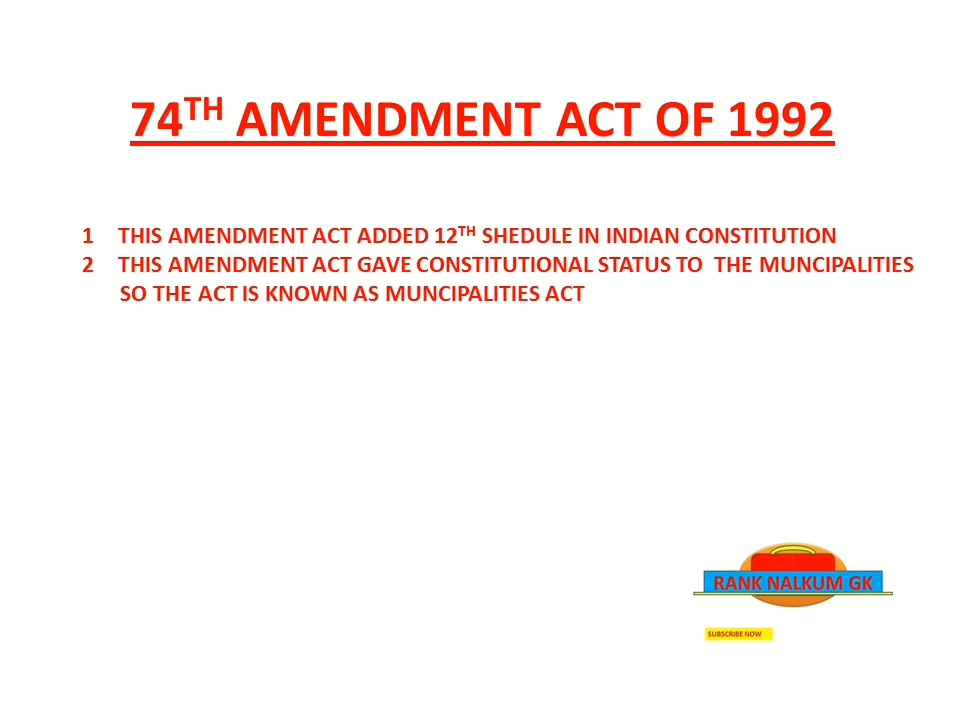 74TH AMENDMENT ACT OF 1992
1 THIS AMENDMENT ACT ADDED 12TH SHEDULE IN INDIAN CONSTITUTION
2 THIS AMENDMENT ACT GAVE CONSTITUTIONAL STATUS TO THE MUNCIPALITIES
SO THE ACT IS KNOWN AS MUNCIPALITIES ACT
RANK NALKUM GK
SUBSCRIBE NOW